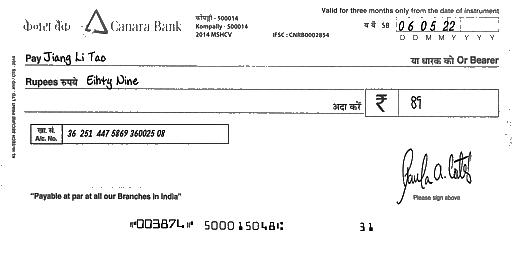 Valid for three months only from the date of instrument
केनरा बैंक Canara Bank
कोंपल्ली - 500014
Kompally - 500014
2014 MSHCV
IFSC : CNRB0002854
SB 06 05 22
D D M M Y Y Y Y
Pay Jiang Li Tao या धारक को Or Bearer
Rupees रुपये Eihty Nine
अदा करें ₹ 89
खा. सं.
A/c. No. 36 251 447 5869 360025 08
Please sign above
"Payable at par at all our Branches in India"
⑈003874⑈ 500015048⑆ 31